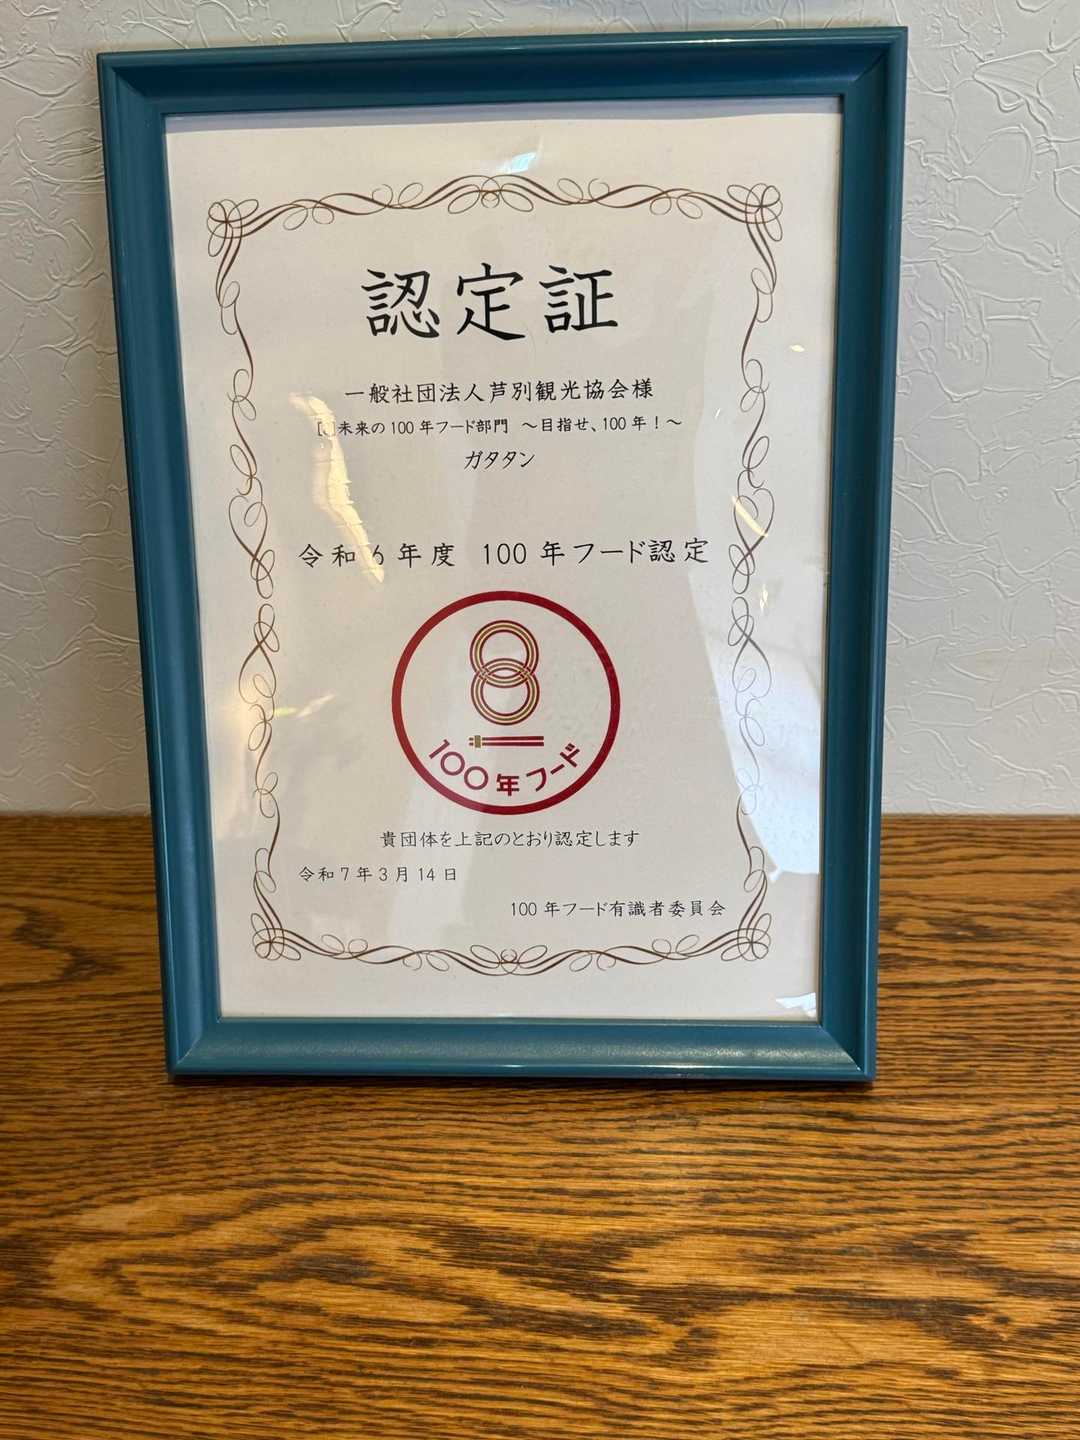 認定証
一般社団法人芦別観光協会様
未来の100年フード部門 ～目指せ、100年！～
ガタタン
令和6年度 100年フード認定
100年フード
貴団体を上記のとおり認定します
令和7年3月14日
100年フード有識者委員会